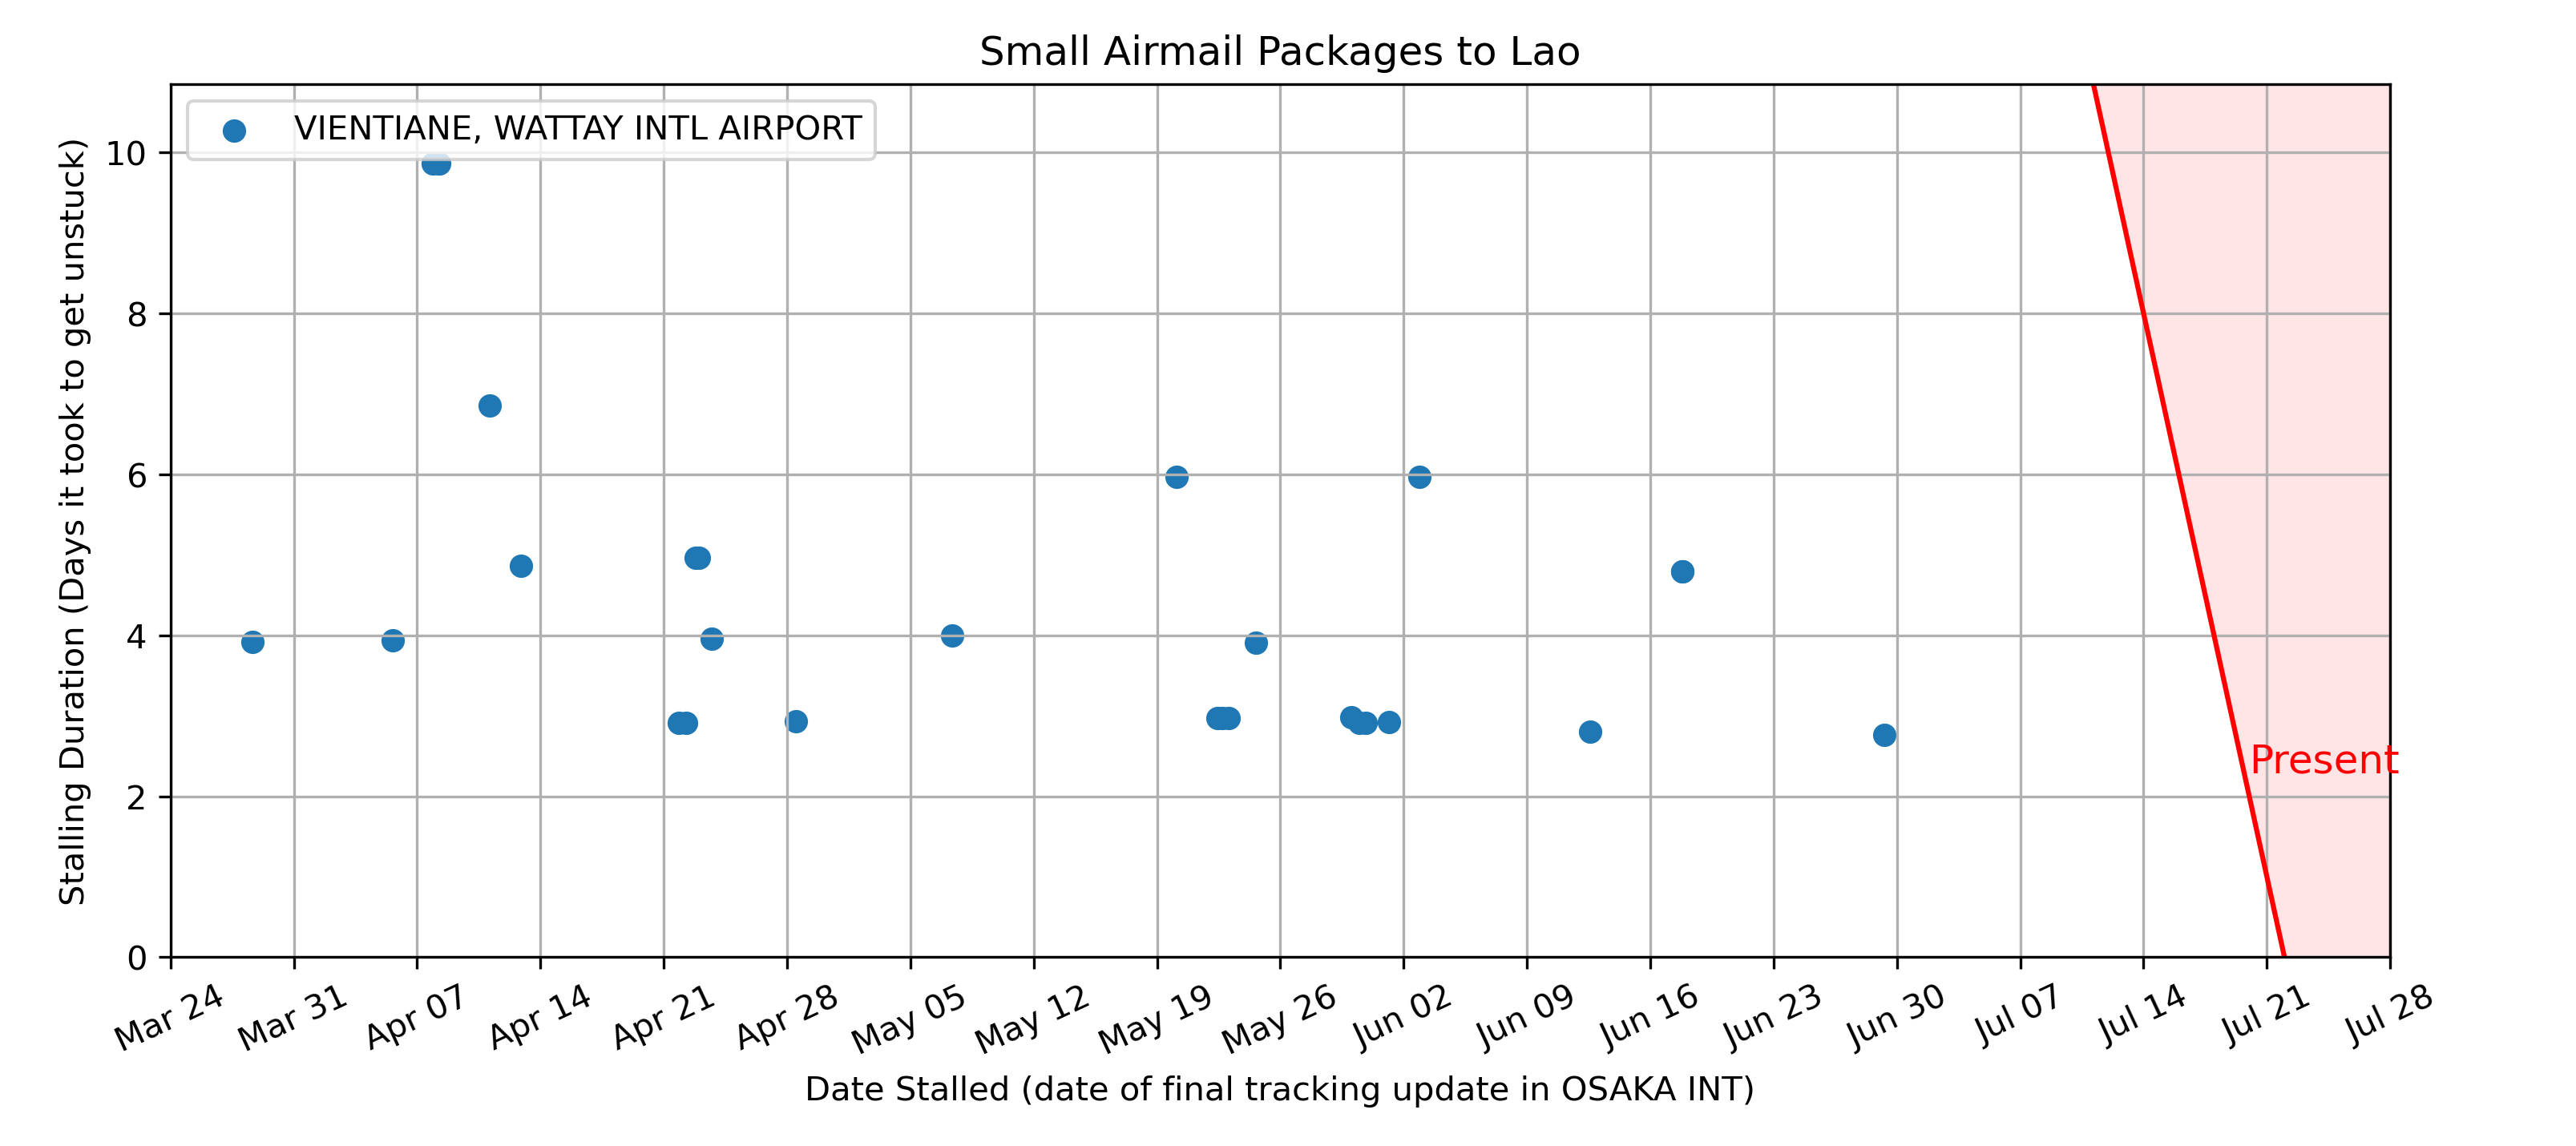 Small Airmail Packages to Lao
VIENTIANE, WATTAY INTL AIRPORT
Stalling Duration (Days it took to get unstuck)
10
8
6
4
2
0
Present
Mar 24
Mar 31
Apr 07
Apr 14
Apr 21
Apr 28
May 05
May 12
May 19
May 26
Jun 02
Jun 09
Jun 16
Jun 23
Jun 30
Jul 07
Jul 14
Jul 21
Jul 28
Date Stalled (date of final tracking update in OSAKA INT)